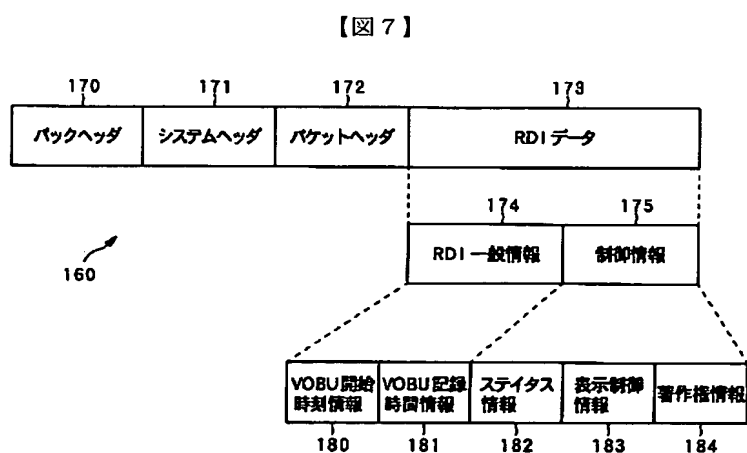 【図7】
170 171 172 173
パックヘッダ システムヘッダ パケットヘッダ RDIデータ
174 175
RDI一般情報 制御情報
160
VOBU開始時刻情報 VOBU記録時間情報 ステイタス情報 表示制御情報 著作権情報
180 181 182 183 184